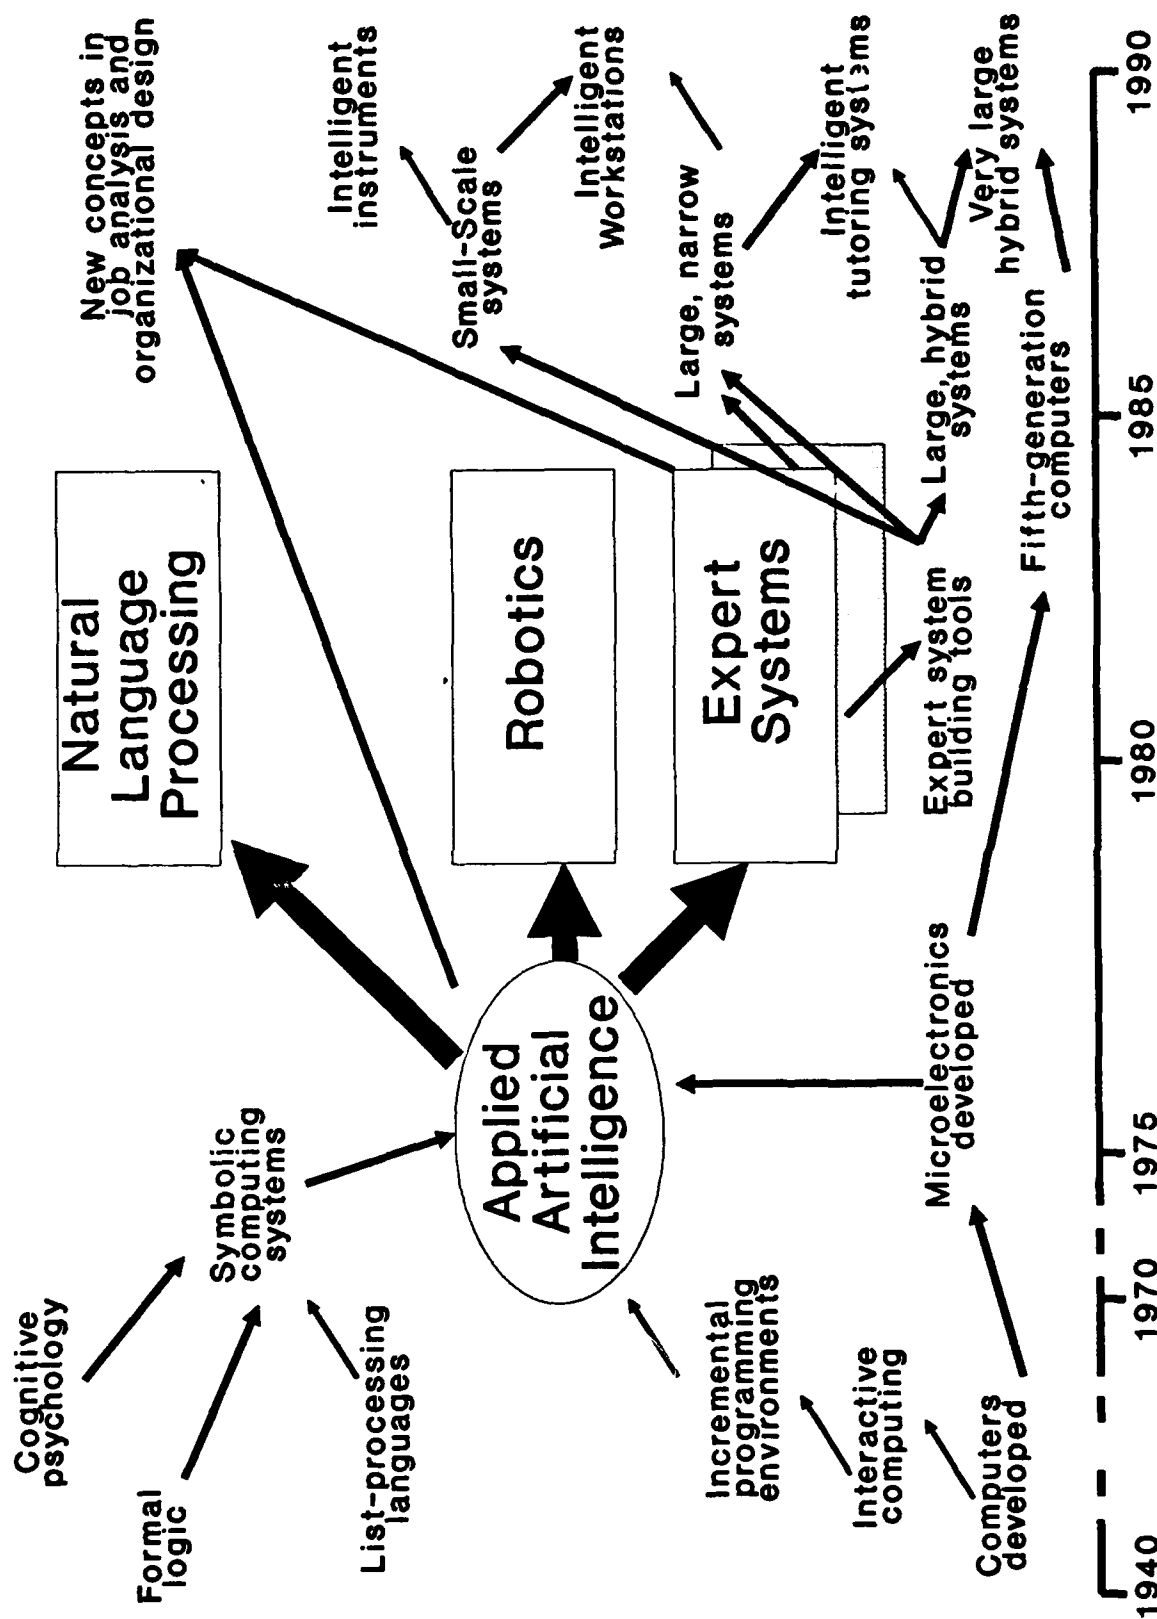 Cognitive
psychology
Formal
logic
List-processing
languages
Symbolic
computing
systems
Applied
Artificial
Intelligence
Incremental
programming
environments
Interactive
computing
Computers
developed
Microelectronics
developed
Natural
Language
Processing
Robotics
Expert
Systems
Expert system
building tools
Fifth-generation
computers
New concepts in
job analysis and
organizational design
Intelligent
instruments
Small-Scale
systems
Intelligent
Workstations
Large, narrow
systems
Intelligent
tutoring systems
Large, hybrid
systems
Very large
hybrid systems
1940
1970
1975
1980
1985
1990